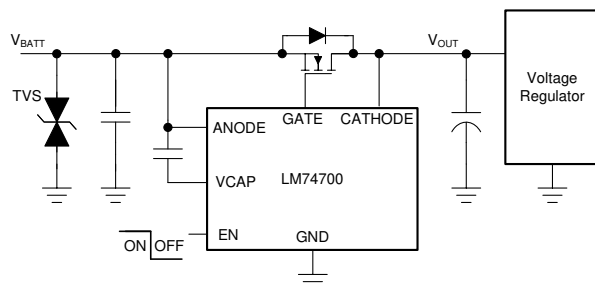 VBATT
VOUT
Voltage
Regulator
TVS
ANODE
GATE
CATHODE
VCAP
LM74700
EN
GND
ON OFF